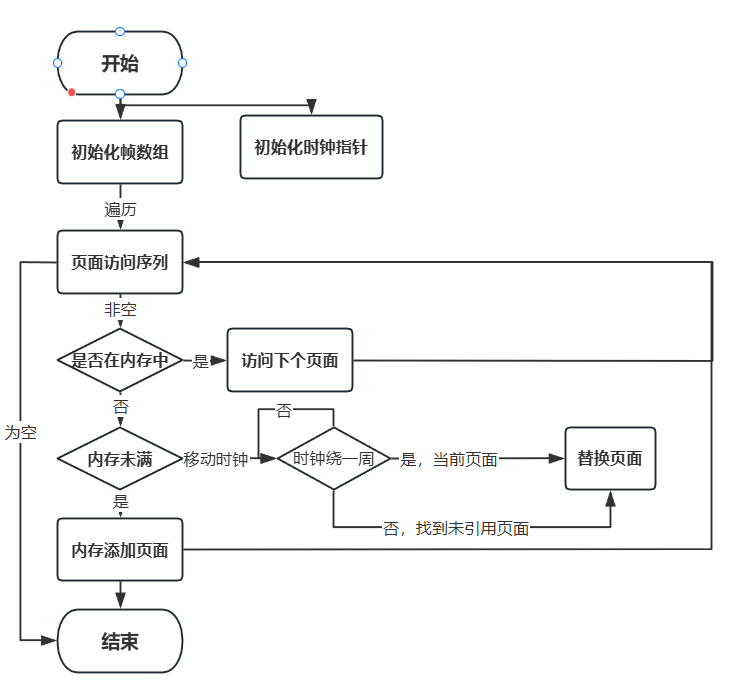 开始
初始化帧数组
初始化时钟指针
遍历
页面访问序列
非空
是否在内存中
是
访问下个页面
否
否
为空
内存未满
移动时钟
时钟绕一周
是，当前页面
替换页面
是
否，找到未引用页面
内存添加页面
结束